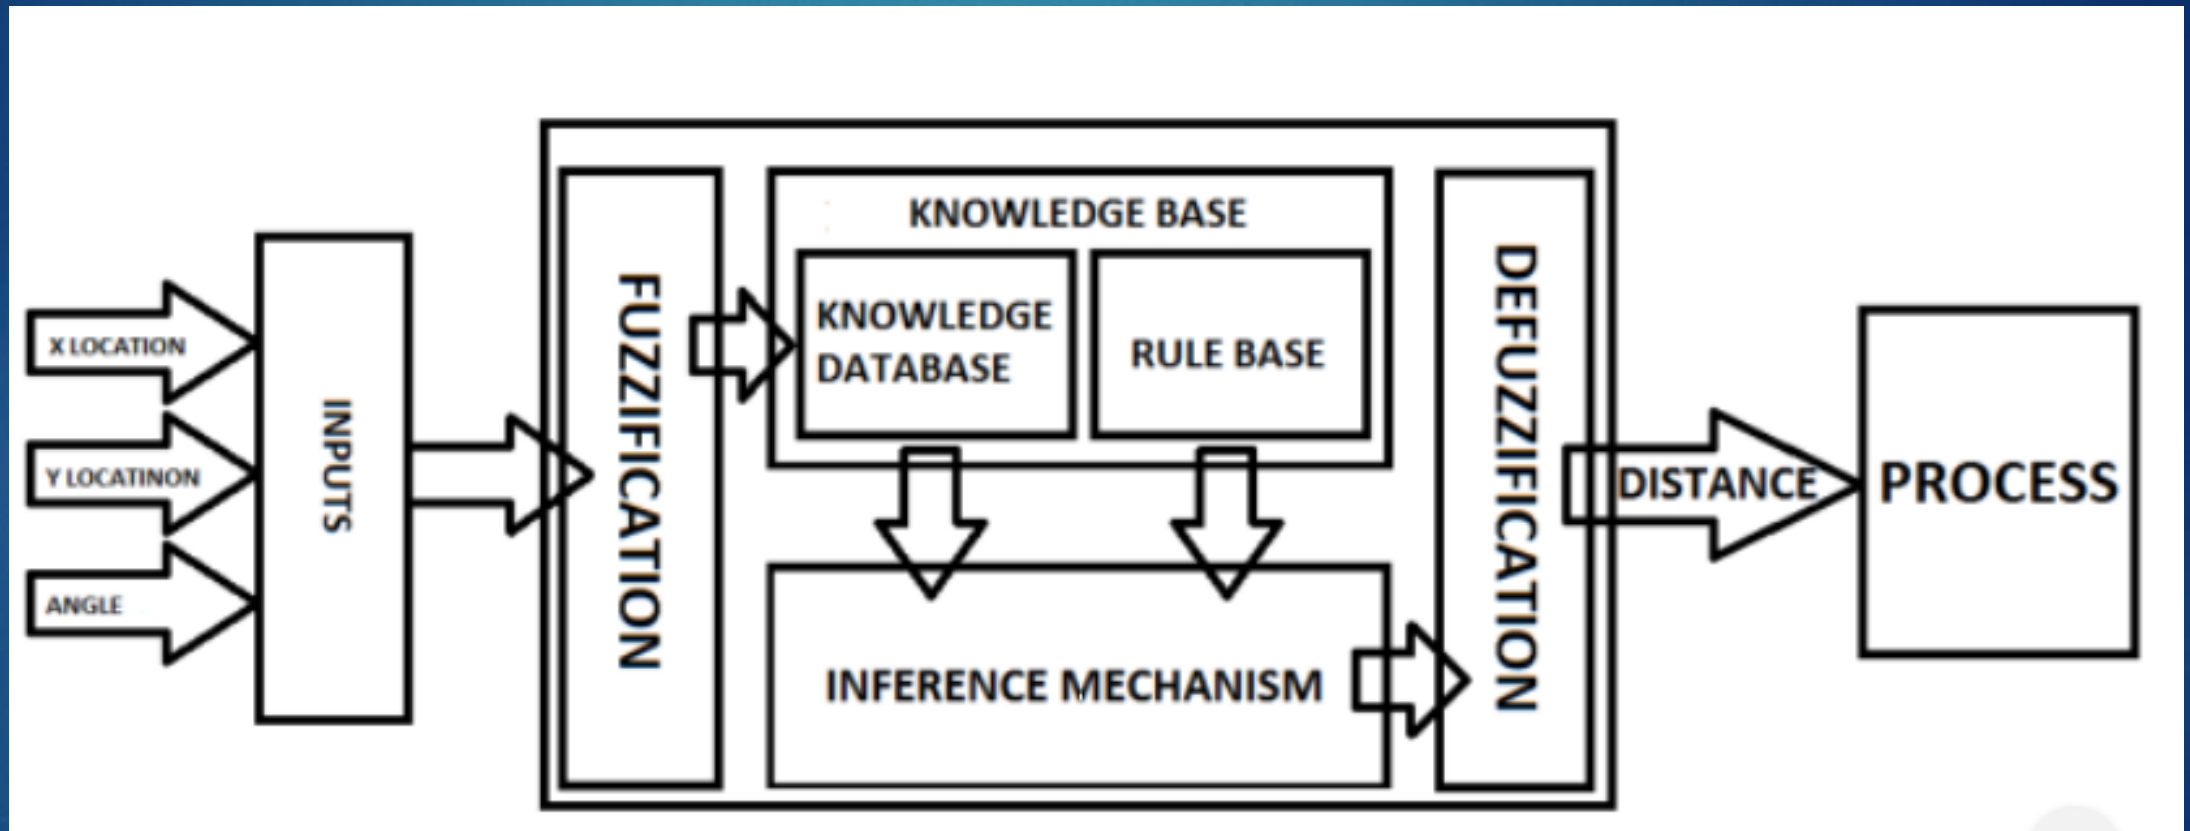 X LOCATION
Y LOCATINON
ANGLE
INPUTS
FUZZIFICATION
KNOWLEDGE BASE
KNOWLEDGE
DATABASE
RULE BASE
INFERENCE MECHANISM
DEFUZZIFICATION
DISTANCE
PROCESS